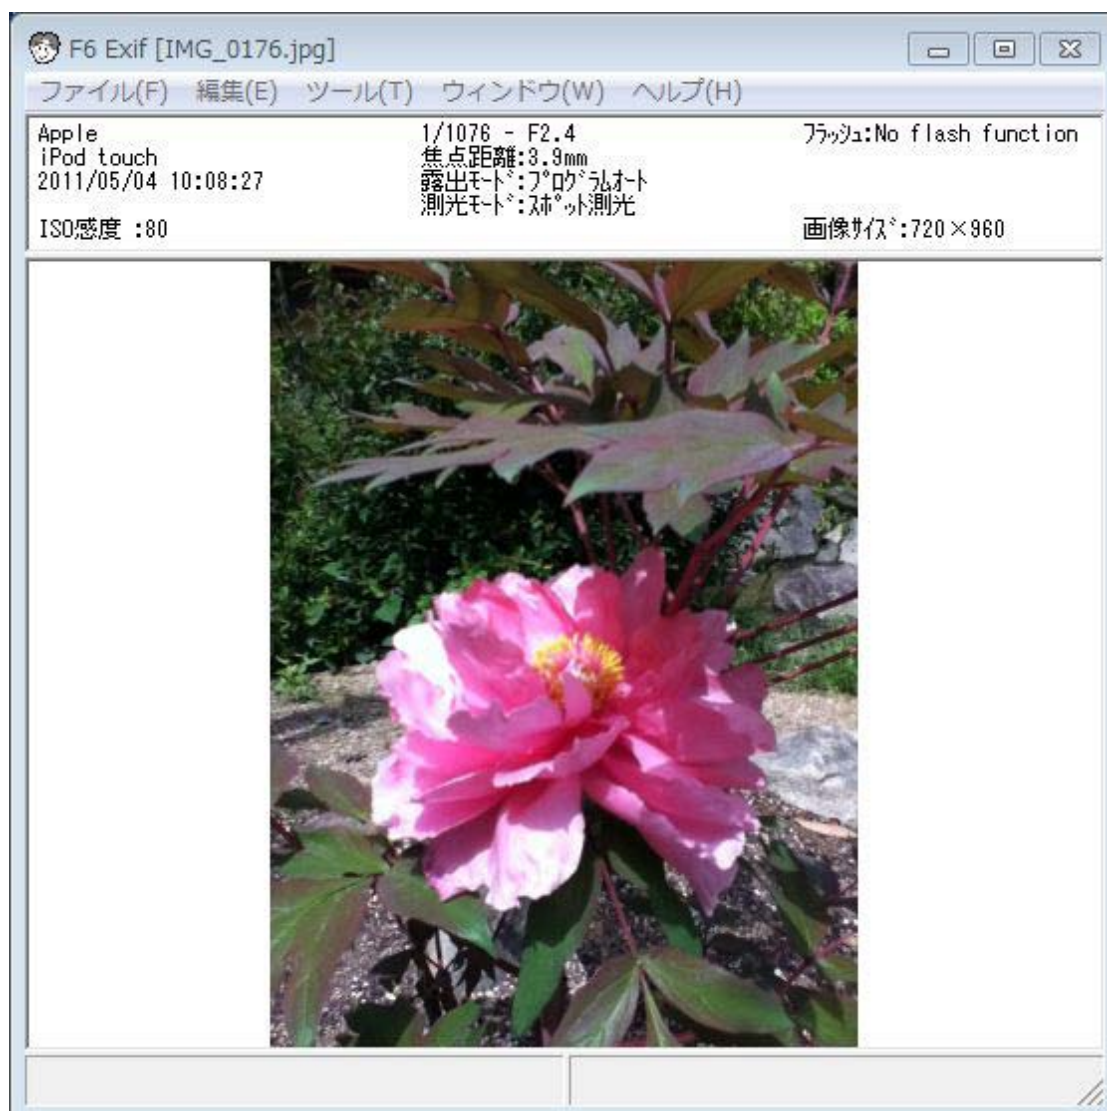 F6 Exif [IMG_0176.jpg]
ファイル(F) 編集(E) ツール(T) ウィンドウ(W) ヘルプ(H)
Apple
iPod touch
2011/05/04 10:08:27
ISO感度 :80
1/1076 - F2.4
焦点距離:3.9mm
露出ﾓｰﾄﾞ:ﾌﾟﾛｸﾞﾗﾑｵｰﾄ
測光ﾓｰﾄﾞ:ｽﾎﾟｯﾄ測光
ﾌﾗｯｼｭ:No flash function
画像ｻｲｽﾞ:720×960